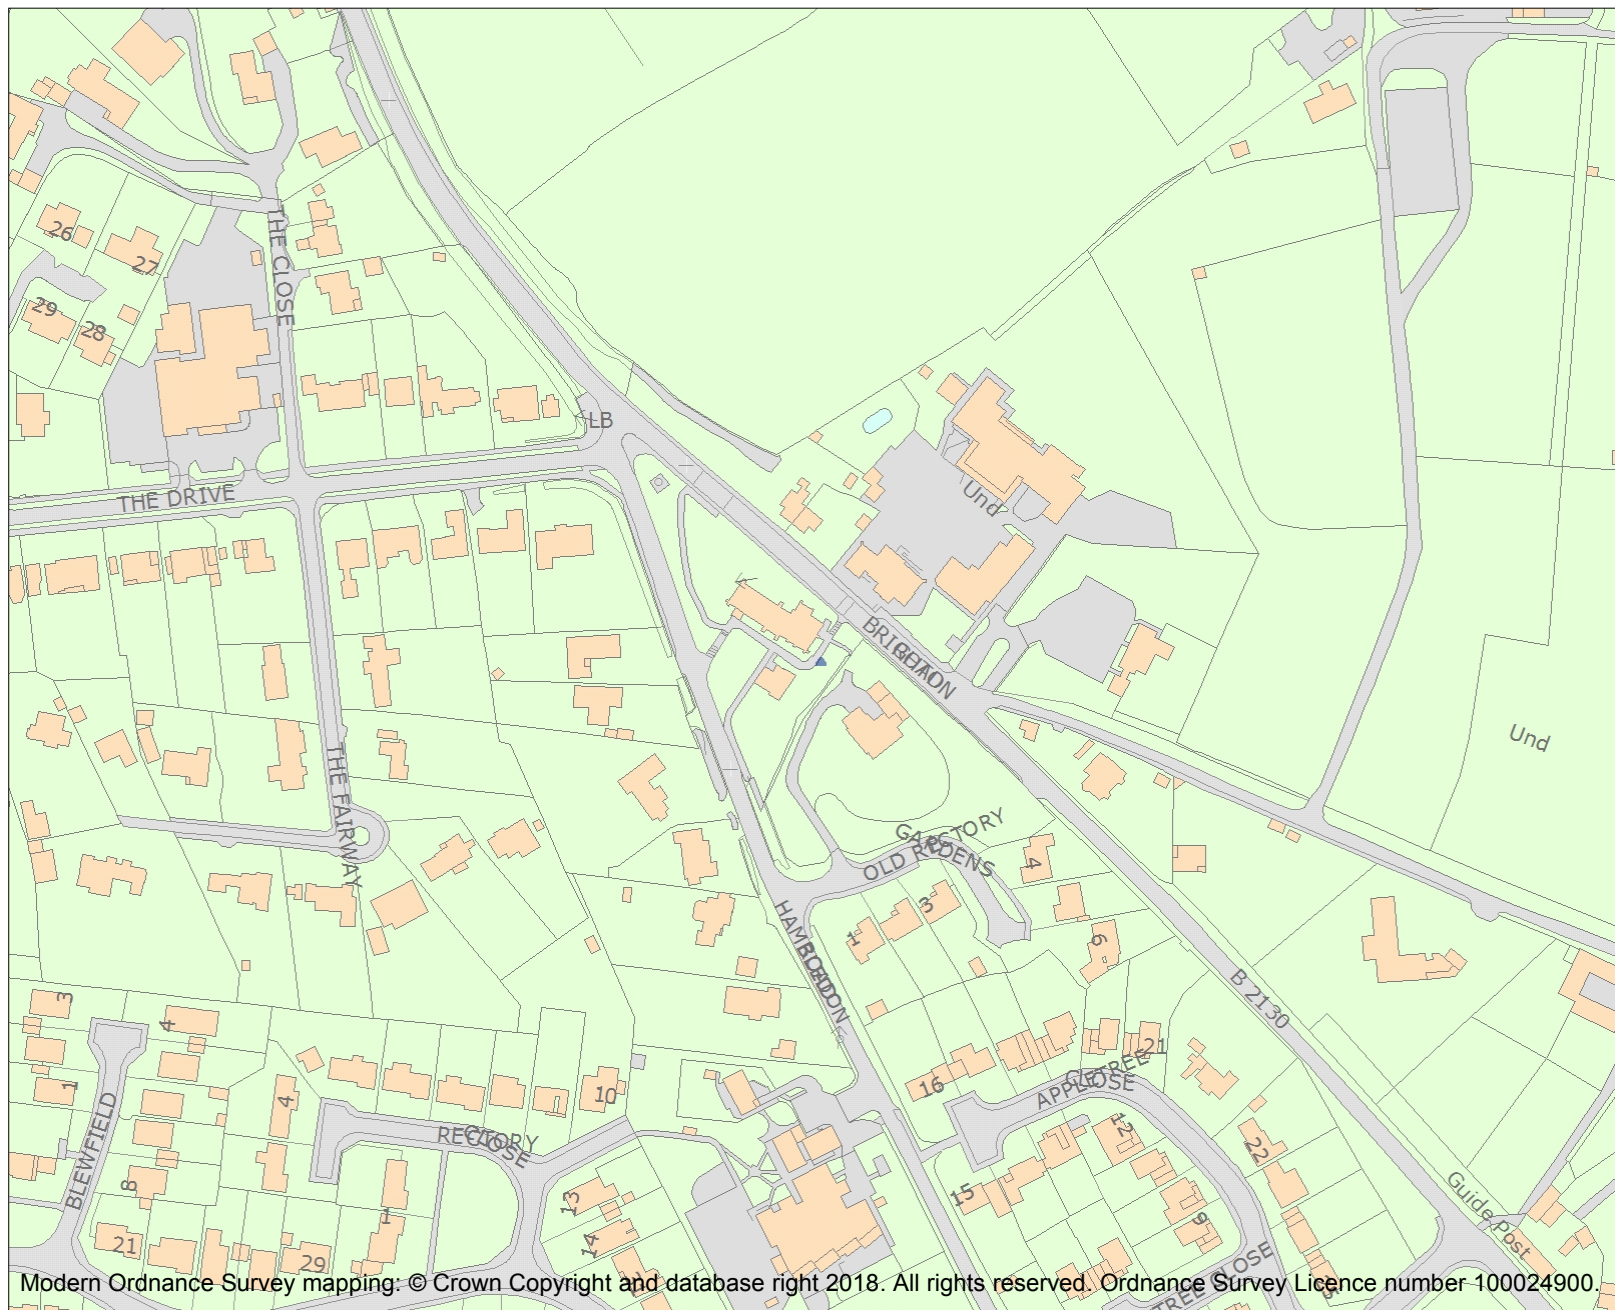 26
27
29
28
THE CLOSE
LB
THE DRIVE
Und
BRIGHTON
ROAD
THE FAIRWAY
Und
OLD RECTORY
GARDENS
4
3
1
6
HAMBLEDON
ROAD
B 2130
3
4
1
4
10
BLEWFIELD
RECTORY
CLOSE
16
21
APPLETREE
CLOSE
12
22
8
13
15
9
Guide Post
1
14
21
29
TREE CLOSE
Modern Ordnance Survey mapping: © Crown Copyright and database right 2018. All rights reserved. Ordnance Survey Licence number 100024900.